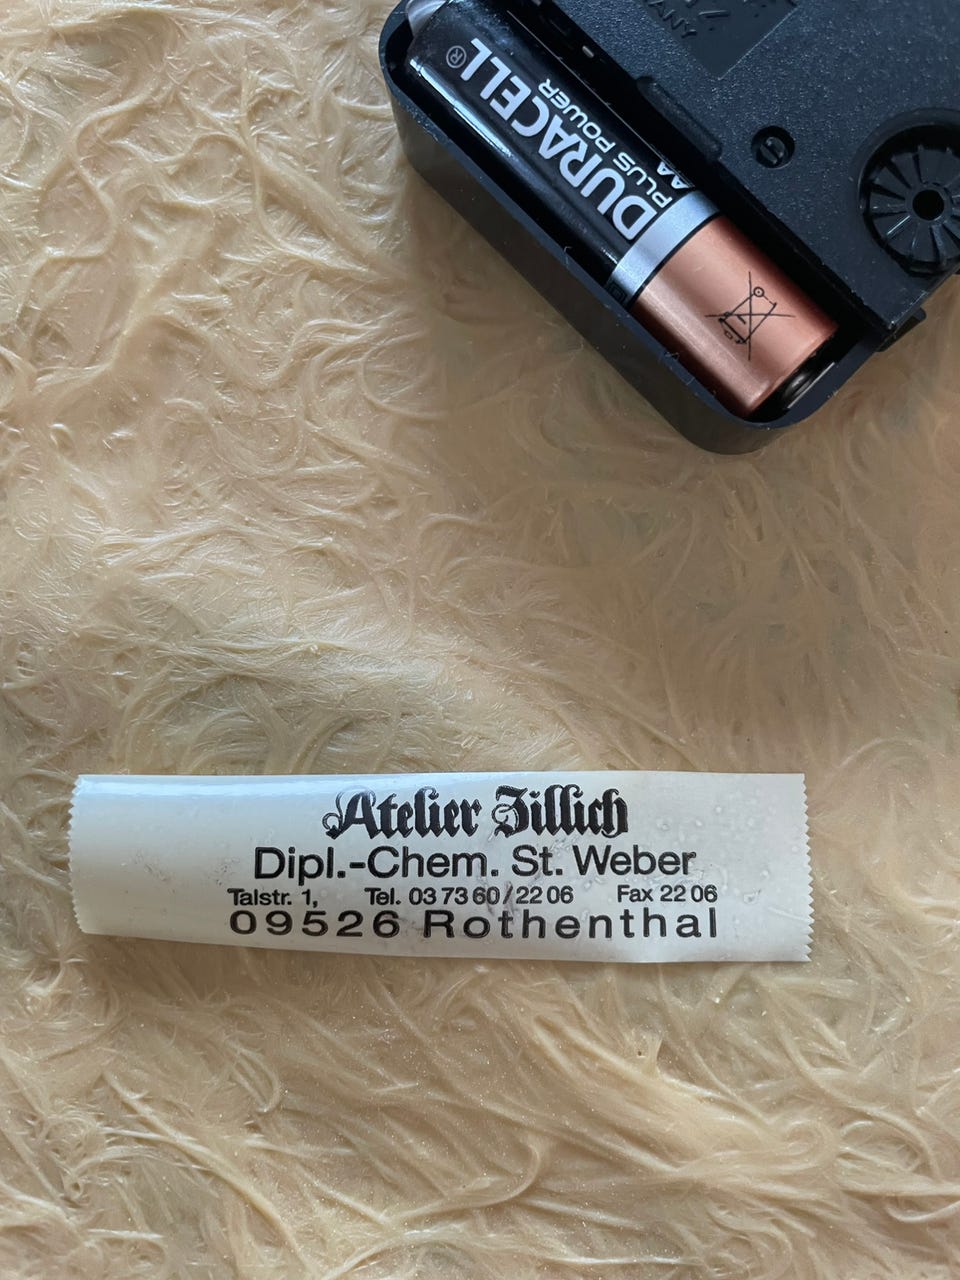 DURACELL®
PLUS POWER
AA
Atelier Zillich
Dipl.-Chem. St. Weber
Talstr. 1, Tel. 03 73 60/22 06 Fax 22 06
09526 Rothenthal